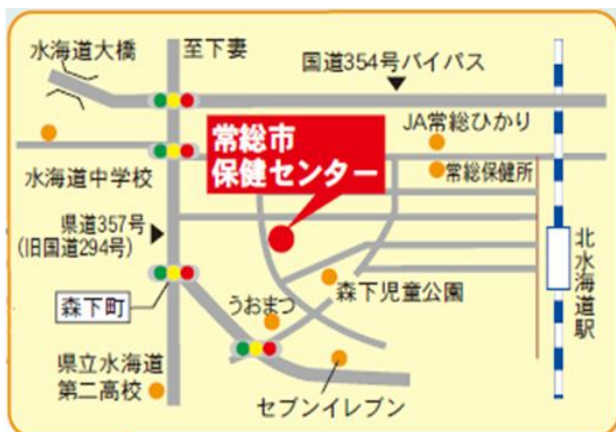 水海道大橋
至下妻
国道354号バイパス
JA常総ひかり
常総市
保健センター
水海道中学校
常総保健所
県道357号
(旧国道294号)
北水海道駅
森下町
うおまつ
森下児童公園
県立水海道
第二高校
セブンイレブン